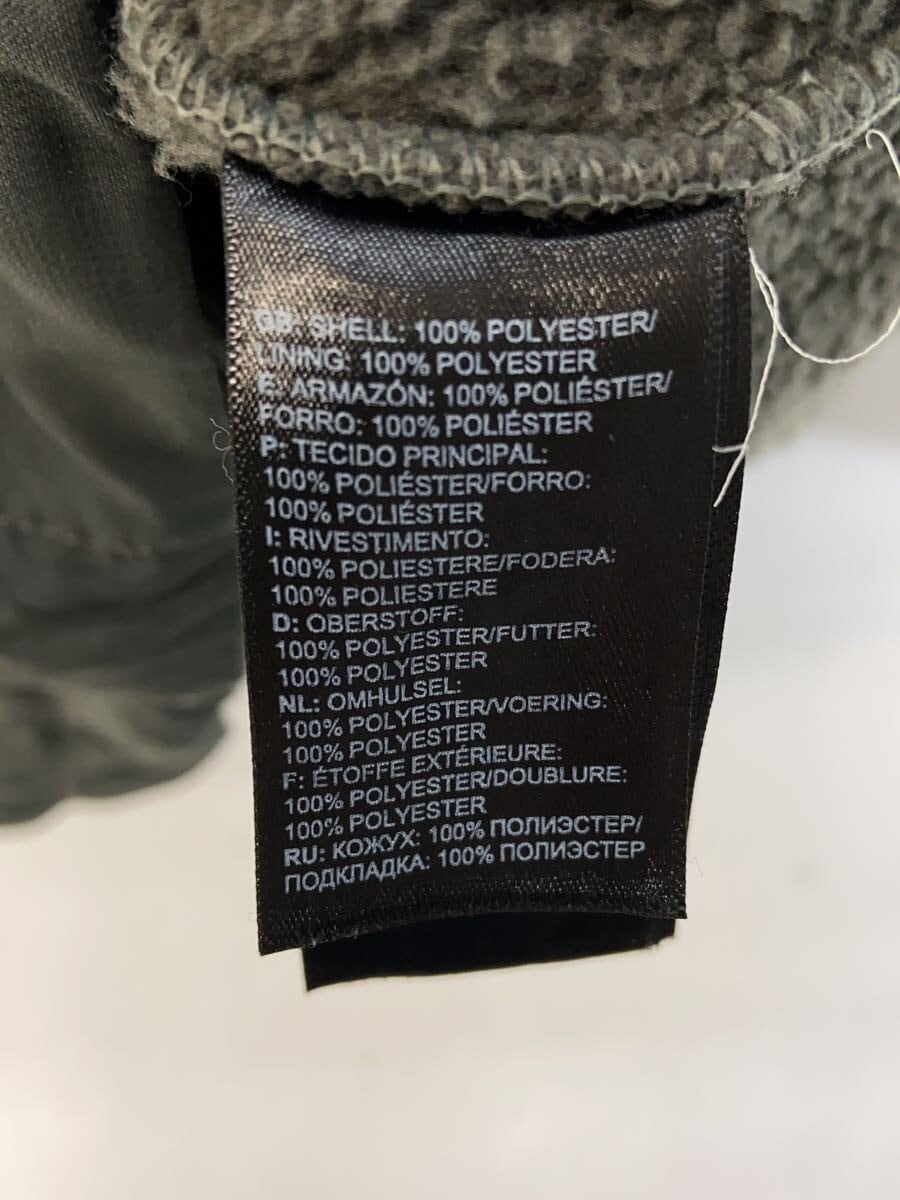 GB: SHELL: 100% POLYESTER/
LINING: 100% POLYESTER
E: ARMAZÓN: 100% POLIÉSTER/
FORRO: 100% POLIÉSTER
P: TECIDO PRINCIPAL:
100% POLIÉSTER/FORRO:
100% POLIÉSTER
I: RIVESTIMENTO:
100% POLIESTERE/FODERA:
100% POLIESTERE
D: OBERSTOFF:
100% POLYESTER/FUTTER:
100% POLYESTER
NL: OMHULSEL:
100% POLYESTER/VOERING:
100% POLYESTER
F: ÉTOFFE EXTÉRIEURE:
100% POLYESTER/DOUBLURE:
100% POLYESTER
RU: КОЖУХ: 100% ПОЛИЭСТЕР/
ПОДКЛАДКА: 100% ПОЛИЭСТЕР